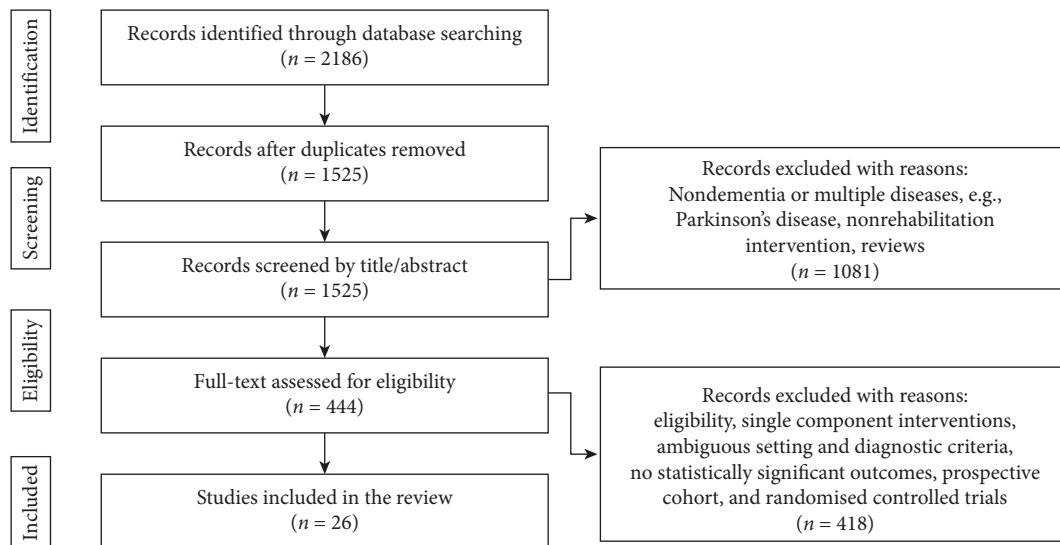 Identification
Records identified through database searching
(n = 2186)
Records after duplicates removed
(n = 1525)
Screening
Records screened by title/abstract
(n = 1525)
Records excluded with reasons:
Nondementia or multiple diseases, e.g.,
Parkinson's disease, nonrehabilitation
intervention, reviews
(n = 1081)
Eligibility
Full-text assessed for eligibility
(n = 444)
Records excluded with reasons:
eligibility, single component interventions,
ambiguous setting and diagnostic criteria,
no statistically significant outcomes, prospective
cohort, and randomised controlled trials
(n = 418)
Included
Studies included in the review
(n = 26)